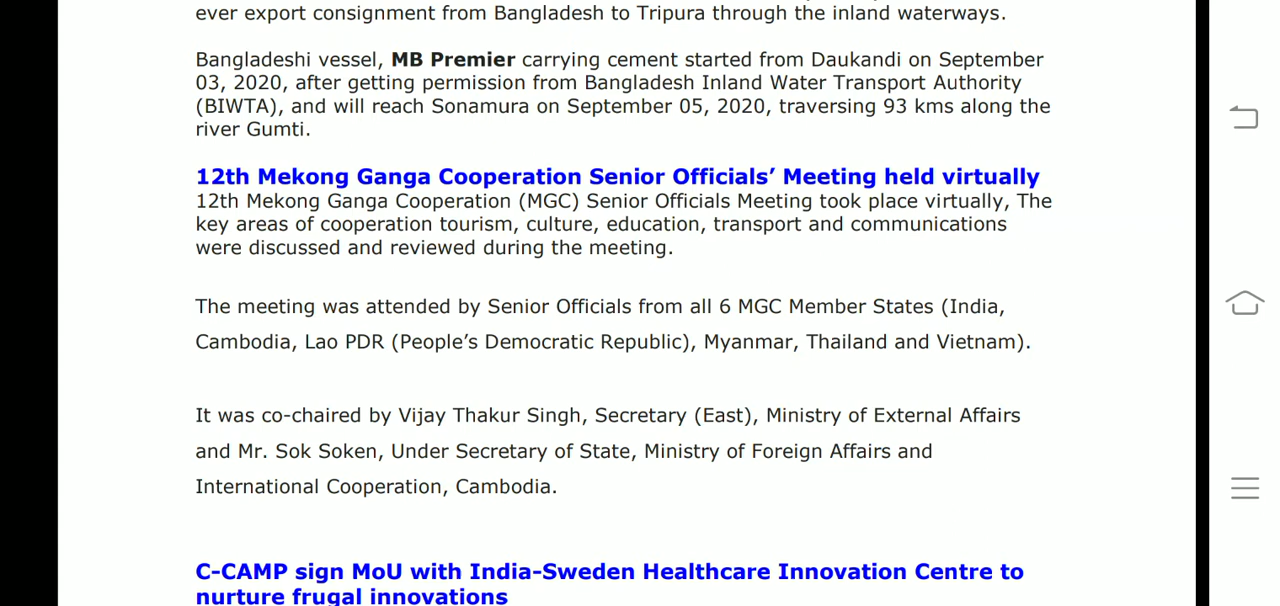 ever export consignment from Bangladesh to Tripura through the inland waterways.
Bangladeshi vessel, MB Premier carrying cement started from Daukandi on September
03, 2020, after getting permission from Bangladesh Inland Water Transport Authority
(BIWTA), and will reach Sonamura on September 05, 2020, traversing 93 kms along the
river Gumti.
12th Mekong Ganga Cooperation Senior Officials’ Meeting held virtually
12th Mekong Ganga Cooperation (MGC) Senior Officials Meeting took place virtually, The
key areas of cooperation tourism, culture, education, transport and communications
were discussed and reviewed during the meeting.
The meeting was attended by Senior Officials from all 6 MGC Member States (India,
Cambodia, Lao PDR (People’s Democratic Republic), Myanmar, Thailand and Vietnam).
It was co-chaired by Vijay Thakur Singh, Secretary (East), Ministry of External Affairs
and Mr. Sok Soken, Under Secretary of State, Ministry of Foreign Affairs and
International Cooperation, Cambodia.
C-CAMP sign MoU with India-Sweden Healthcare Innovation Centre to
nurture frugal innovations